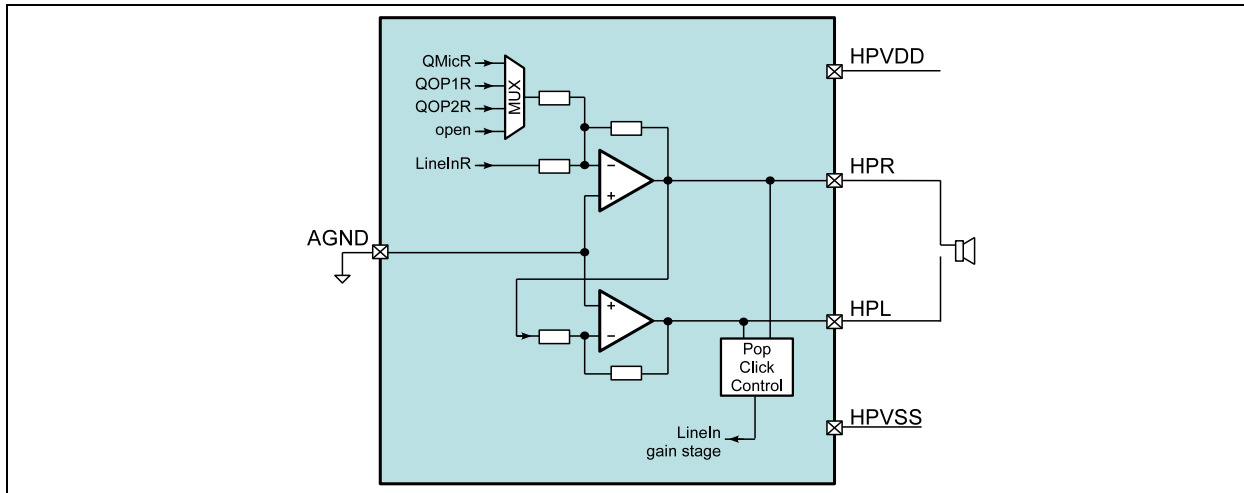 QMicR
QOP1R
QOP2R
open
MUX
LineInR
−
+
AGND
+
−
Pop
Click
Control
LineIn
gain stage
HPVDD
HPR
HPL
HPVSS